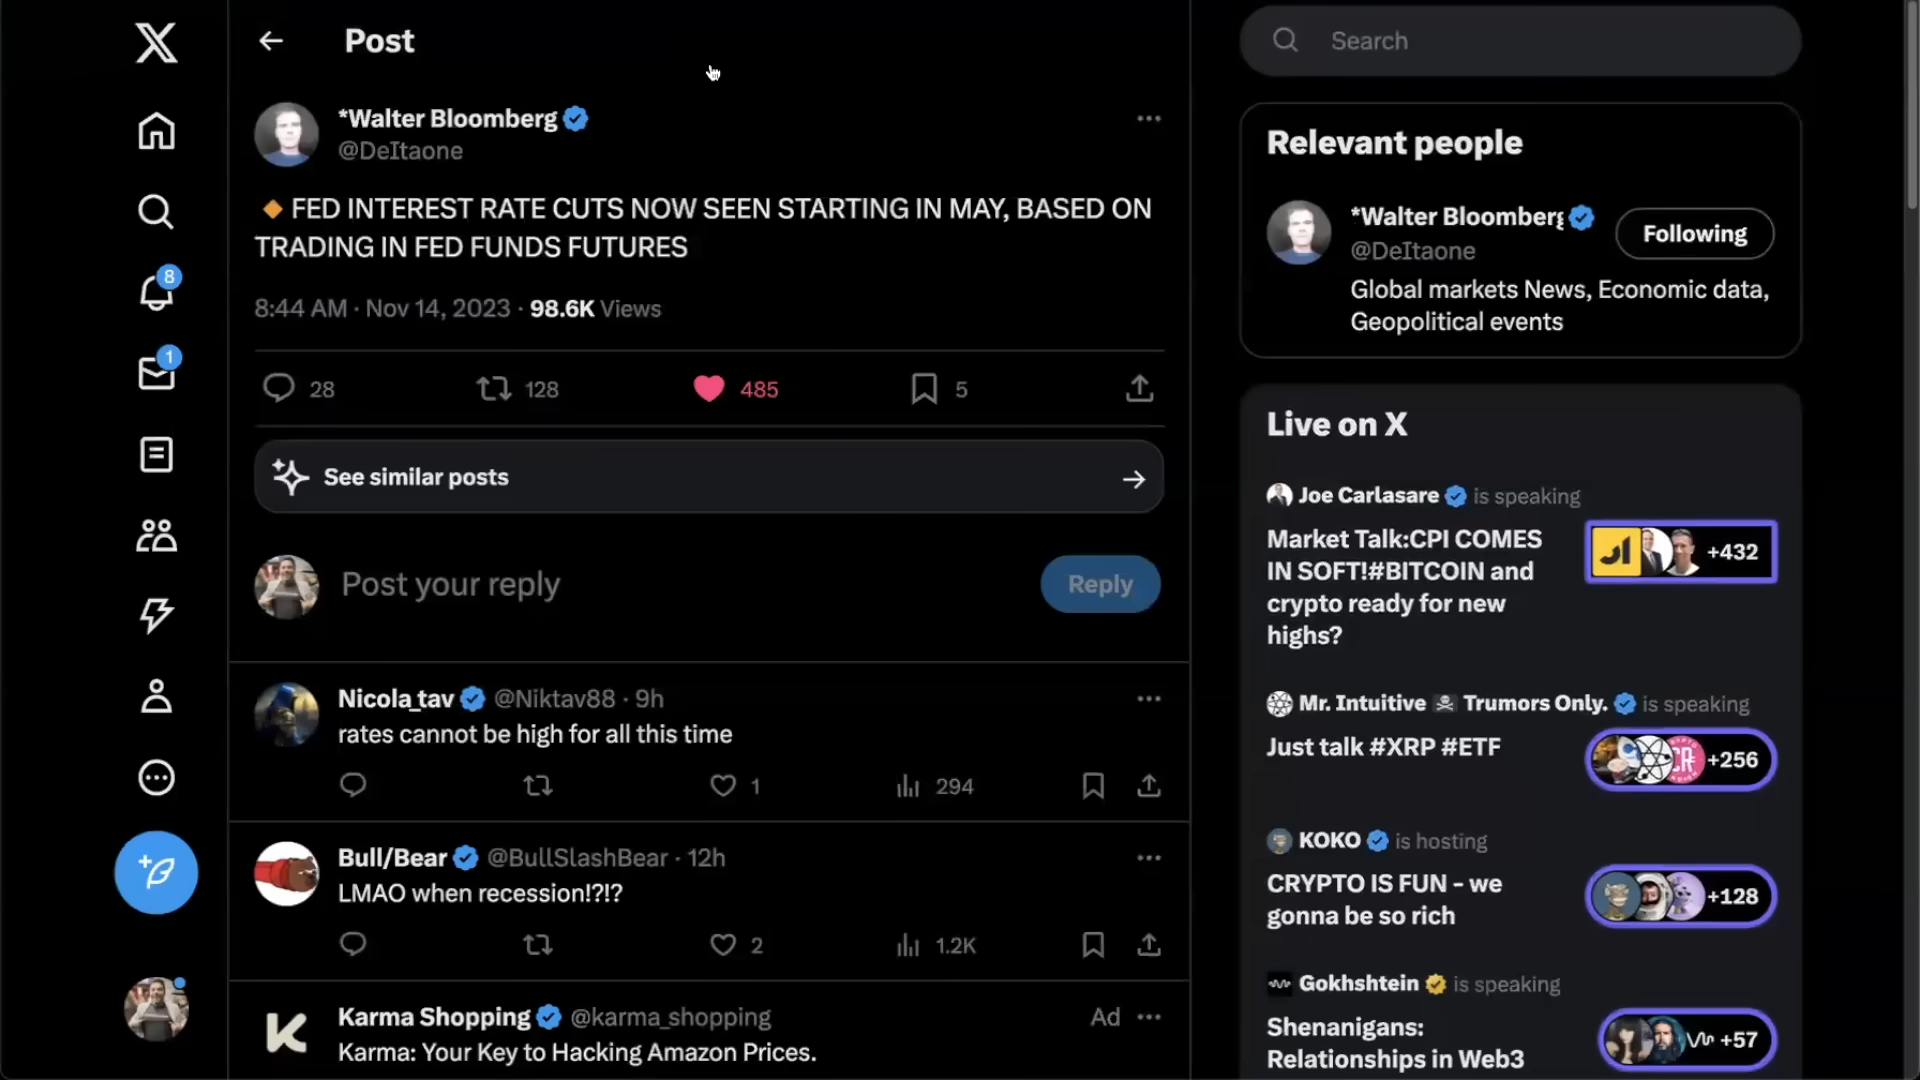 Post
*Walter Bloomberg
@DeItaone
🔸FED INTEREST RATE CUTS NOW SEEN STARTING IN MAY, BASED ON
TRADING IN FED FUNDS FUTURES
8:44 AM · Nov 14, 2023 · 98.6K Views
28 128 485 5
See similar posts
Post your reply
Reply
Nicola_tav @Niktav88 · 9h
rates cannot be high for all this time
1 294
Bull/Bear @BullSlashBear · 12h
LMAO when recession!?!?
2 1.2K
Karma Shopping @karma_shopping
Ad
Karma: Your Key to Hacking Amazon Prices.
8
1
Search
Relevant people
*Walter Bloomberg
@DeItaone
Following
Global markets News, Economic data,
Geopolitical events
Live on X
Joe Carlasare is speaking
Market Talk:CPI COMES
IN SOFT!#BITCOIN and
crypto ready for new
highs?
+432
Mr. Intuitive ☠ Trumors Only. is speaking
Just talk #XRP #ETF
+256
KOKO is hosting
CRYPTO IS FUN - we
gonna be so rich
+128
Gokhshtein is speaking
Shenanigans:
Relationships in Web3
+57